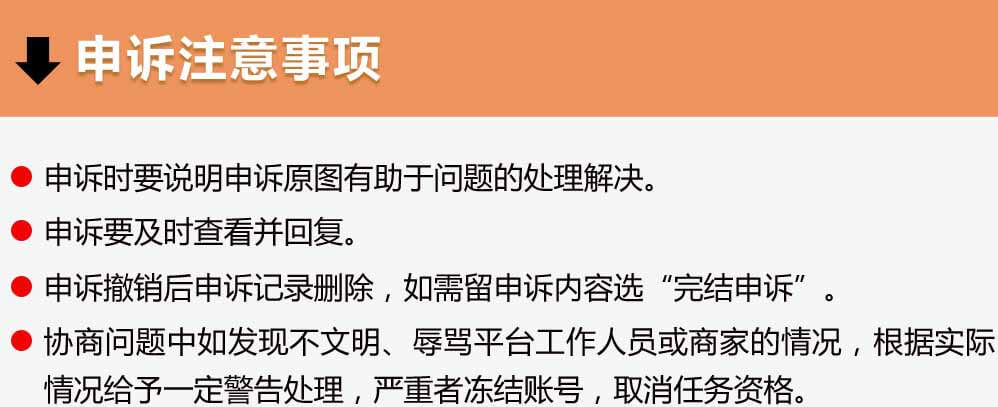 申诉注意事项
申诉时要说明申诉原图有助于问题的处理解决。
申诉要及时查看并回复。
申诉撤销后申诉记录删除，如需留申诉内容选“完结申诉”。
协商问题中如发现不文明、辱骂平台工作人员或商家的情况，根据实际
情况给予一定警告处理，严重者冻结账号，取消任务资格。